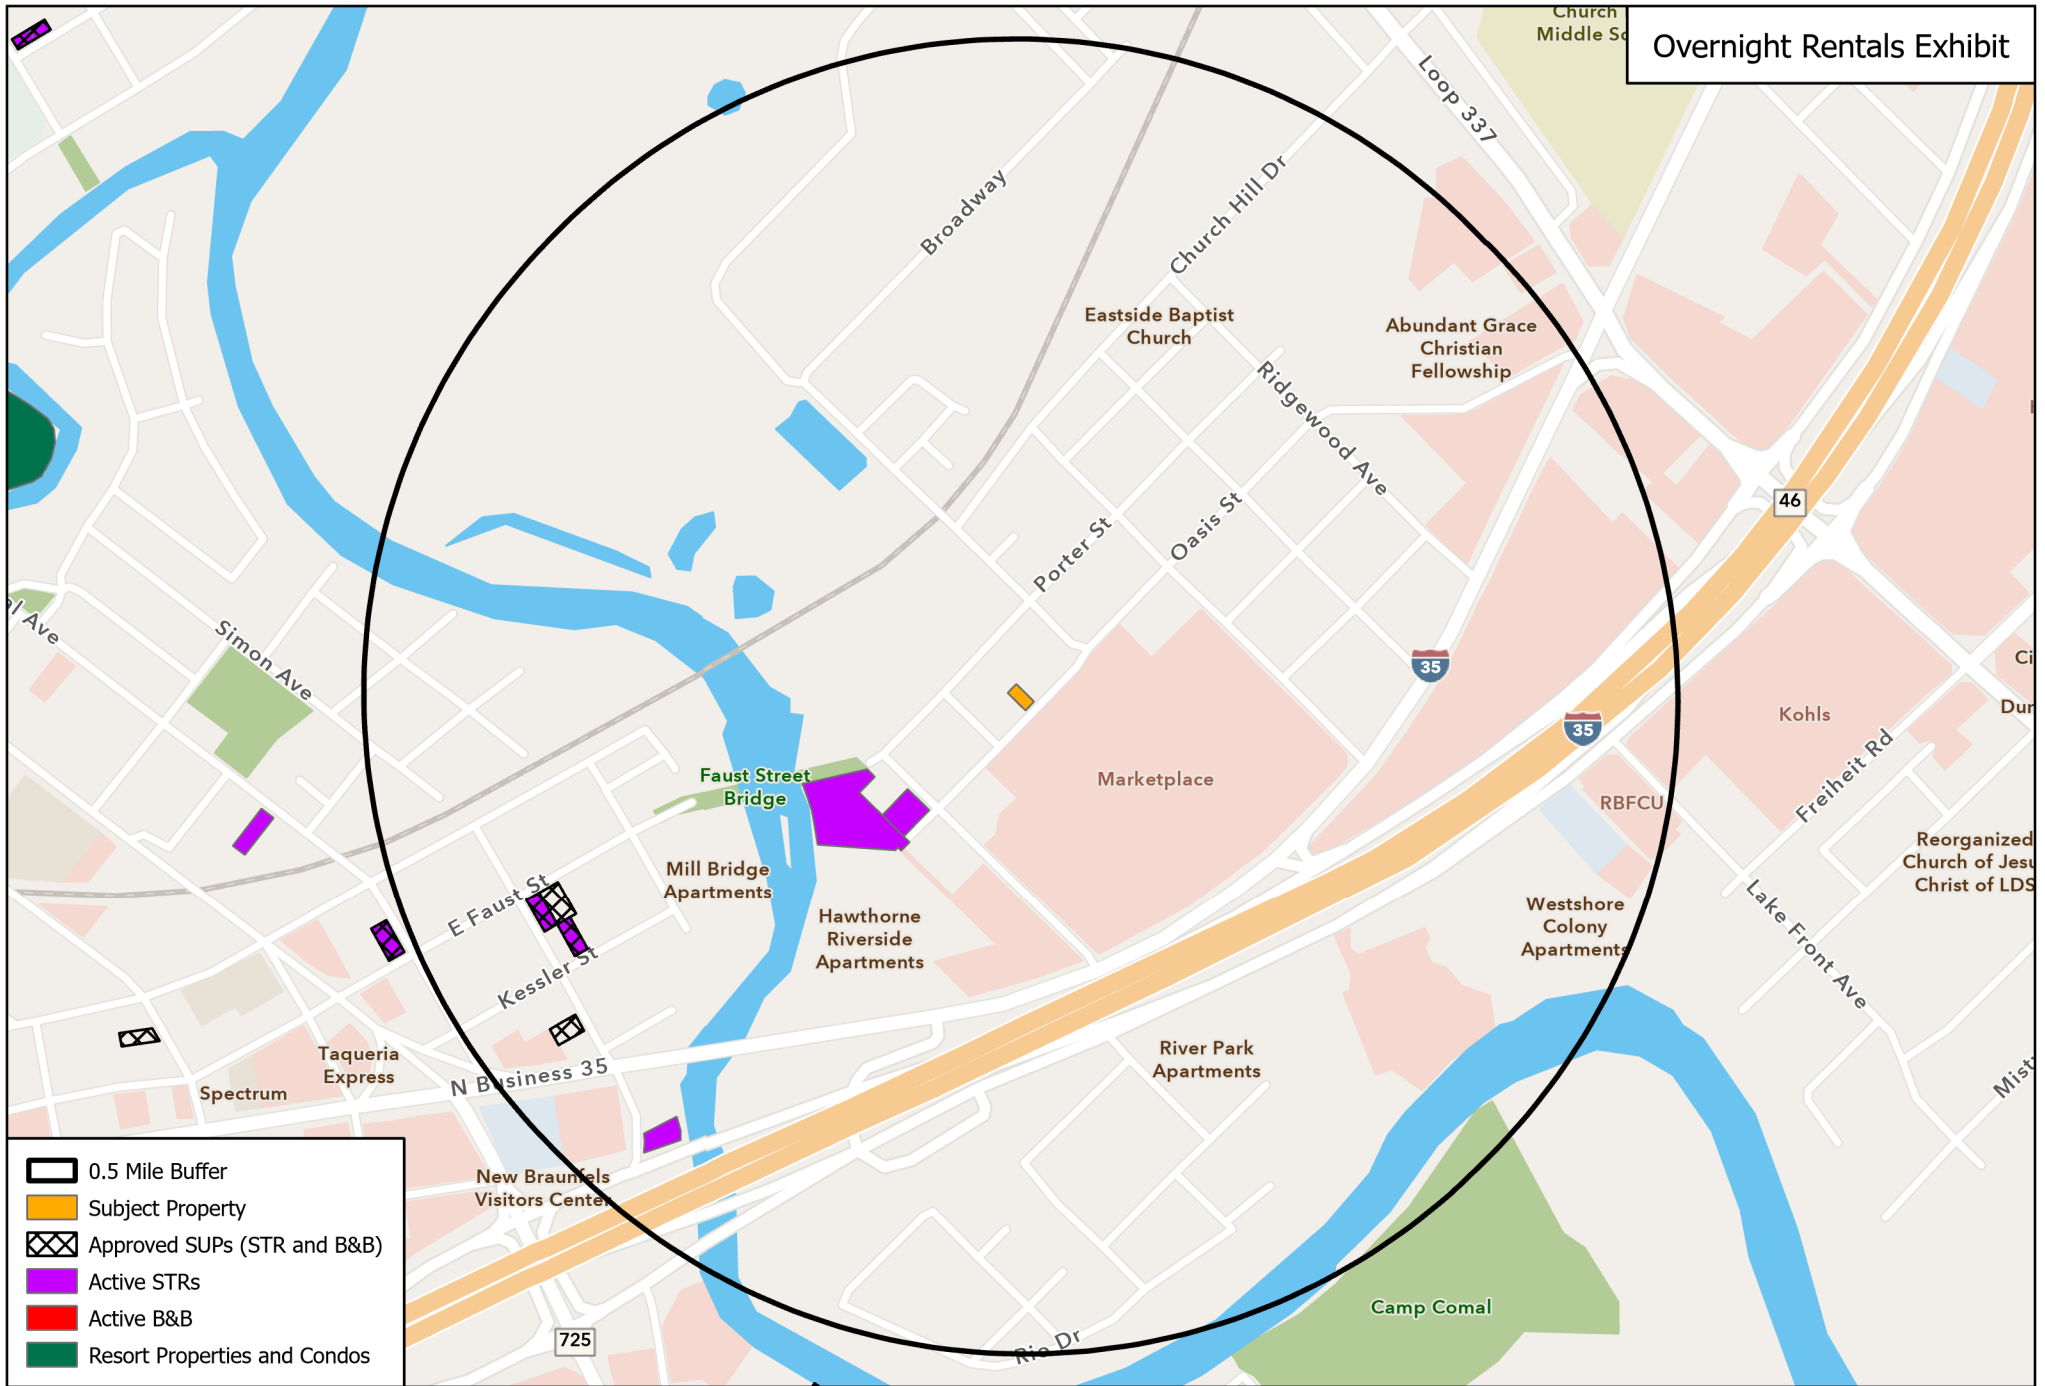 Overnight Rentals Exhibit
Church
Middle Sc
Loop 337
Broadway
Church Hill Dr
Eastside Baptist
Church
Abundant Grace
Christian
Fellowship
Ridgewood Ave
46
Oasis St
Porter St
al Ave
Simon Ave
35
35
Kohls
Ci
Dur
Freiheit Rd
Faust Street
Bridge
Marketplace
RBFCU
Reorganized
Church of Jesu
Christ of LDS
Mill Bridge
Apartments
E Faust St
Hawthorne
Riverside
Apartments
Westshore
Colony
Apartments
Lake Front Ave
Kessler St
Taqueria
Express
Spectrum
N Business 35
River Park
Apartments
Misty
New Braunfels
Visitors Center
725
Rio Dr
Camp Comal
0.5 Mile Buffer
Subject Property
Approved SUPs (STR and B&B)
Active STRs
Active B&B
Resort Properties and Condos